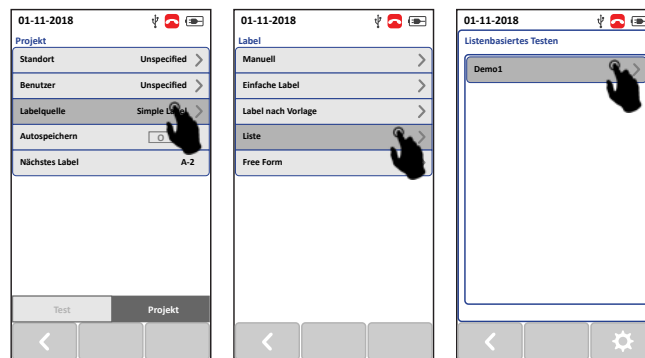 01-11-2018
Projekt
Standort Unspecified
Benutzer Unspecified
Labelquelle Simple Label
Autospeichern O
Nächstes Label A-2
Test Projekt
01-11-2018
Label
Manuell
Einfache Label
Label nach Vorlage
Liste
Free Form
01-11-2018
Listenbasiertes Testen
Demo1